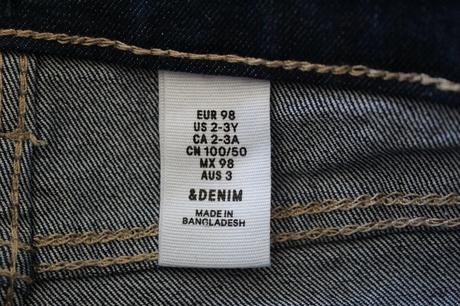 EUR 98
US 2-3Y
CA 2-3A
CN 100/50
MX 98
AUS 3
&DENIM
MADE IN
BANGLADESH